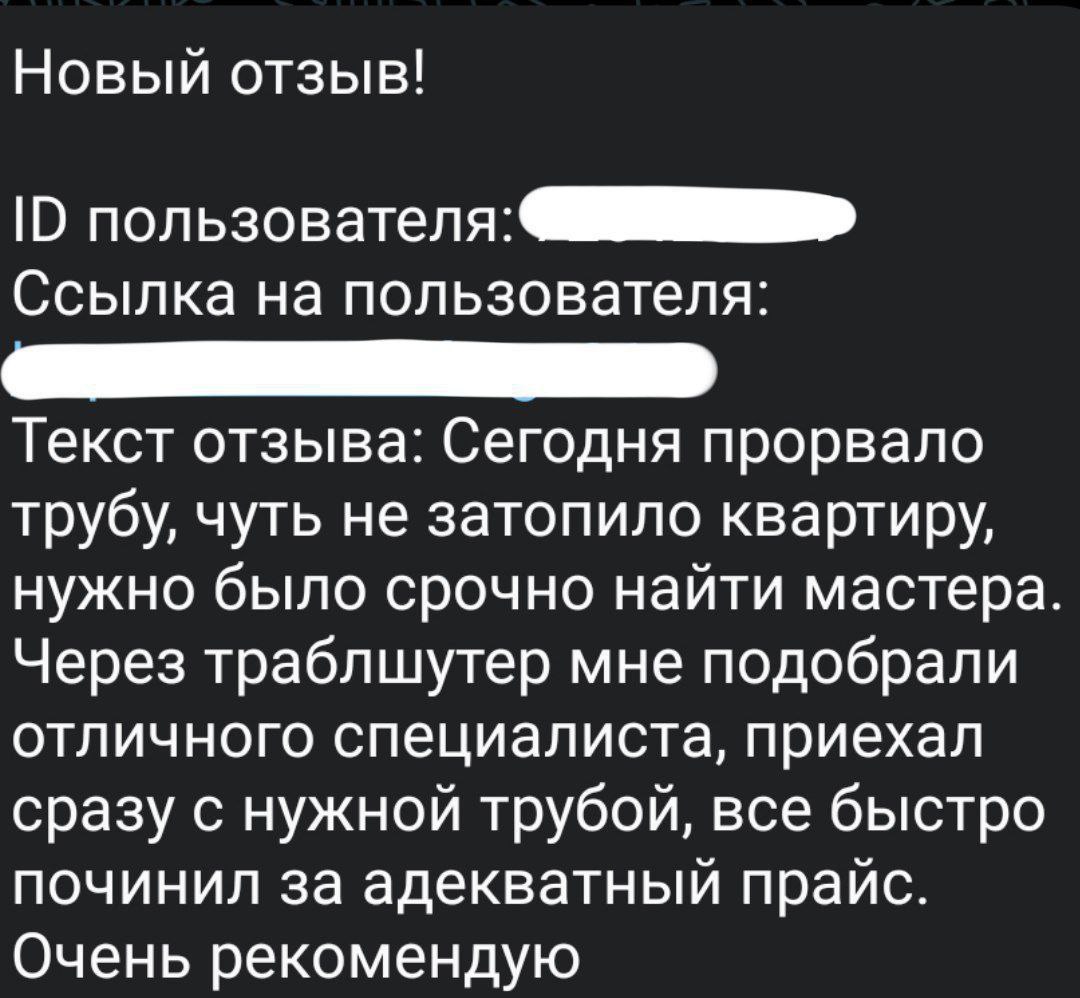 Новый отзыв!
ID пользователя:
Ссылка на пользователя:
Текст отзыва: Сегодня прорвало
трубу, чуть не затопило квартиру,
нужно было срочно найти мастера.
Через траблшутер мне подобрали
отличного специалиста, приехал
сразу с нужной трубой, все быстро
починил за адекватный прайс.
Очень рекомендую